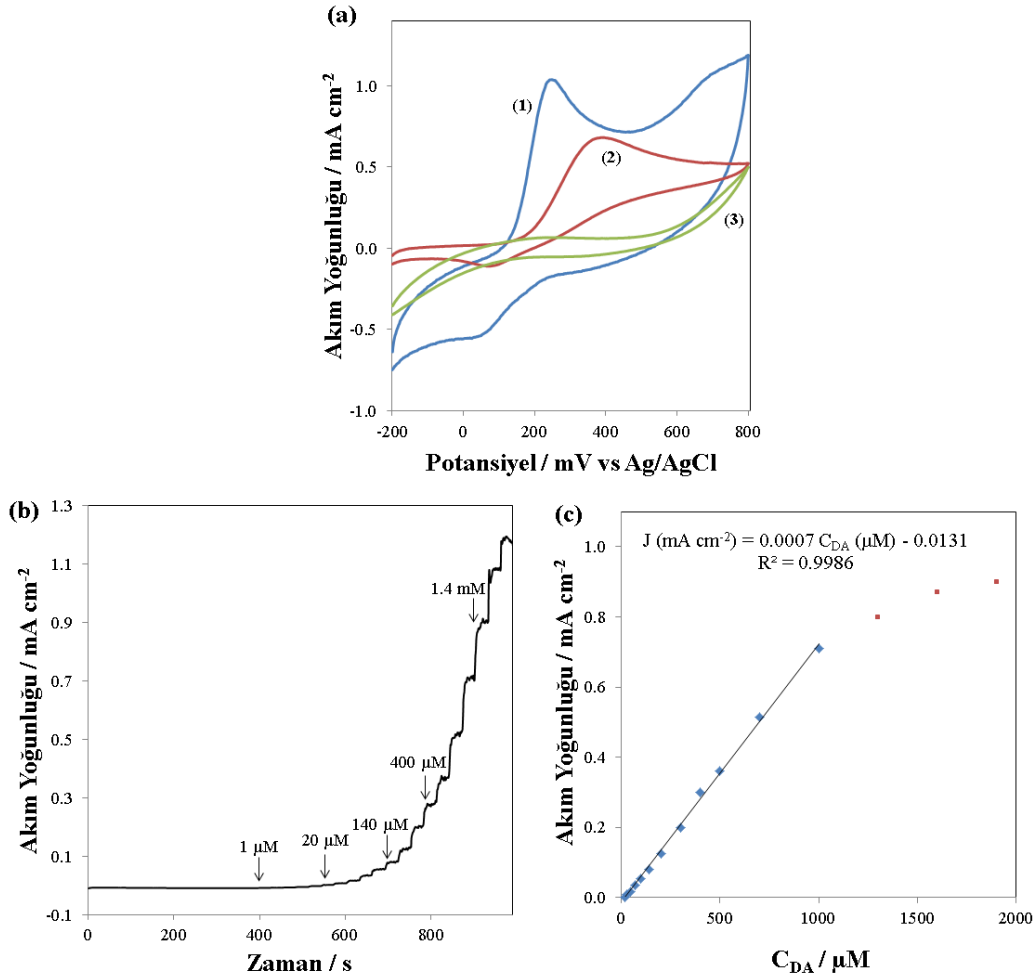 (a)
Akım Yoğunluğu / mA cm⁻²
1.0
0.5
0.0
-0.5
-1.0
(1)
(2)
(3)
-200 0 200 400 600 800
Potansiyel / mV vs Ag/AgCl
(b)
Akım Yoğunluğu / mA cm⁻²
1.3
1.1
0.9
0.7
0.5
0.3
0.1
-0.1
1.4 mM
400 µM
140 µM
20 µM
1 µM
0 200 400 600 800
Zaman / s
(c)
Akım Yoğunluğu / mA cm⁻²
J (mA cm⁻²) = 0.0007 C_DA (µM) - 0.0131
R² = 0.9986
1.0
0.8
0.6
0.4
0.2
0.0
0 500 1000 1500 2000
C_DA / µM